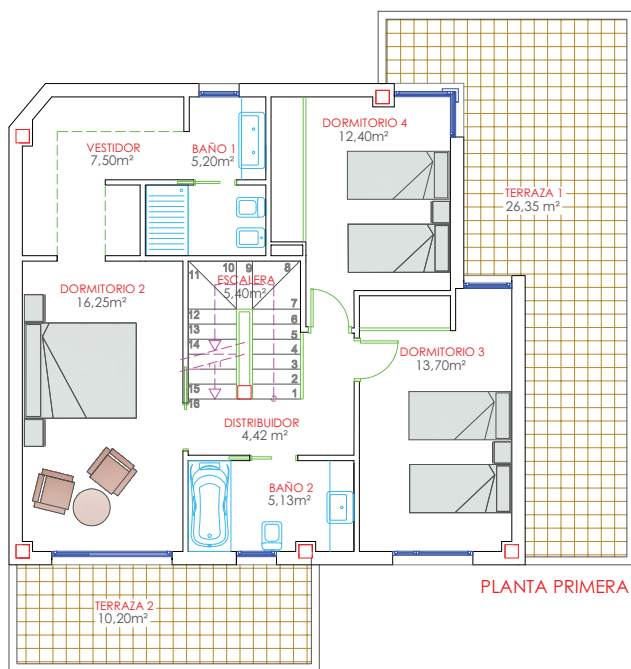 DORMITORIO 4
12,40m²
VESTIDOR
7,50m²
BAÑO 1
5,20m²
TERRAZA 1
26,35 m²
10
9
8
11
ESCALERA
5,40m²
DORMITORIO 2
16,25m²
7
12
6
13
5
14
4
3
2
15
1
16
DORMITORIO 3
13,70m²
DISTRIBUIDOR
4,42 m²
BAÑO 2
5,13m²
PLANTA PRIMERA
TERRAZA 2
10,20m²